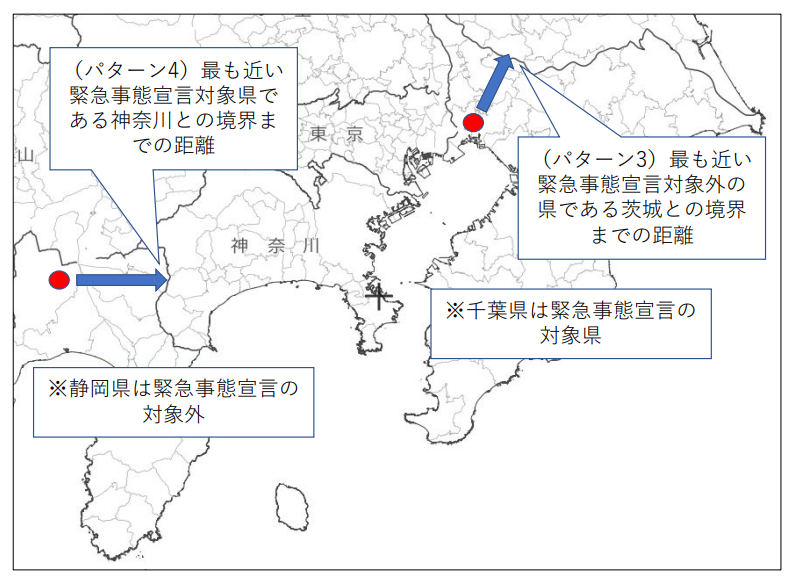 （パターン4）最も近い
緊急事態宣言対象県で
ある神奈川との境界ま
での距離
東 京
山
（パターン3）最も近い
緊急事態宣言対象外の
県である茨城との境界
までの距離
神 奈 川
※千葉県は緊急事態宣言の
対象県
※静岡県は緊急事態宣言の
対象外